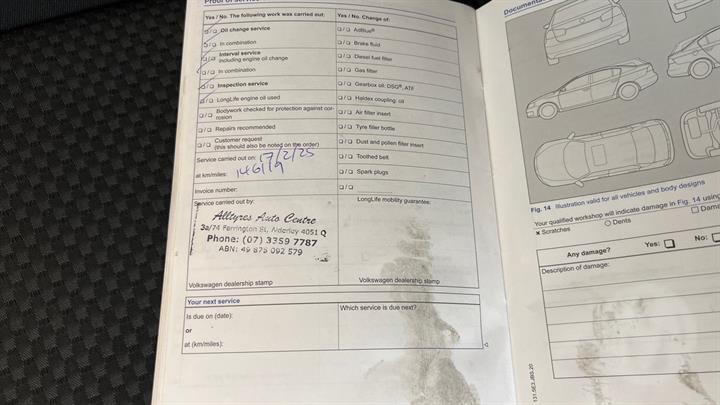 Proof of service
Yes / No. The following work was carried out:
Oil change service
In combination
Interval service
including engine oil change
In combination
Inspection service
LongLife engine oil used
Bodywork checked for protection against cor-
rosion
Repairs recommended
Customer request
(this should also be noted on the order)
Service carried out on: 17/2/25
at km/miles:
Invoice number:
Service carried out by:
Alltyres Auto Centre
3a/74 Ferrington St, Alderley 4051 Q
Phone: (07) 3359 7787
ABN: 49 875 092 579
Volkswagen dealership stamp
Yes / No. Change of:
AdBlue®
Brake fluid
Diesel fuel filter
Gas filter
Gearbox oil: DSG®, ATF
Haldex coupling: oil
Air filter insert
Tyre filler bottle
Dust and pollen filter insert
Toothed belt
Spark plugs
LongLife mobility guarantee:
Volkswagen dealership stamp
Your next service
Is due on (date):
or
at (km/miles):
Which service is due next?
Fig. 14 Illustration valid for all vehicles and body designs
Your qualified workshop will indicate damage in Fig. 14 using
× Scratches
Dents
Any damage?
Yes:
No:
Description of damage: